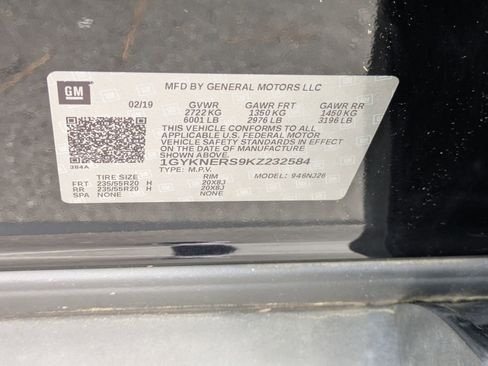 GM
MFD BY GENERAL MOTORS LLC
02/19 GVWR GAWR FRT GAWR RR
2722 KG 1350 KG 1450 KG
6001 LB 2976 LB 3196 LB
THIS VEHICLE CONFORMS TO ALL
APPLICABLE U.S. FEDERAL MOTOR
VEHICLE SAFETY AND THEFT
PREVENTION STANDARDS IN EFFECT
ON THE DATE OF MANUFACTURE
SHOWN ABOVE.
1GYKNERS9KZ232584
384A TYPE: M.P.V. MODEL: 946NJ26
TIRE SIZE RIM
FRT 235/55R20 H 20X8J
RR 235/55R20 H 20X8J
SPA NONE NONE